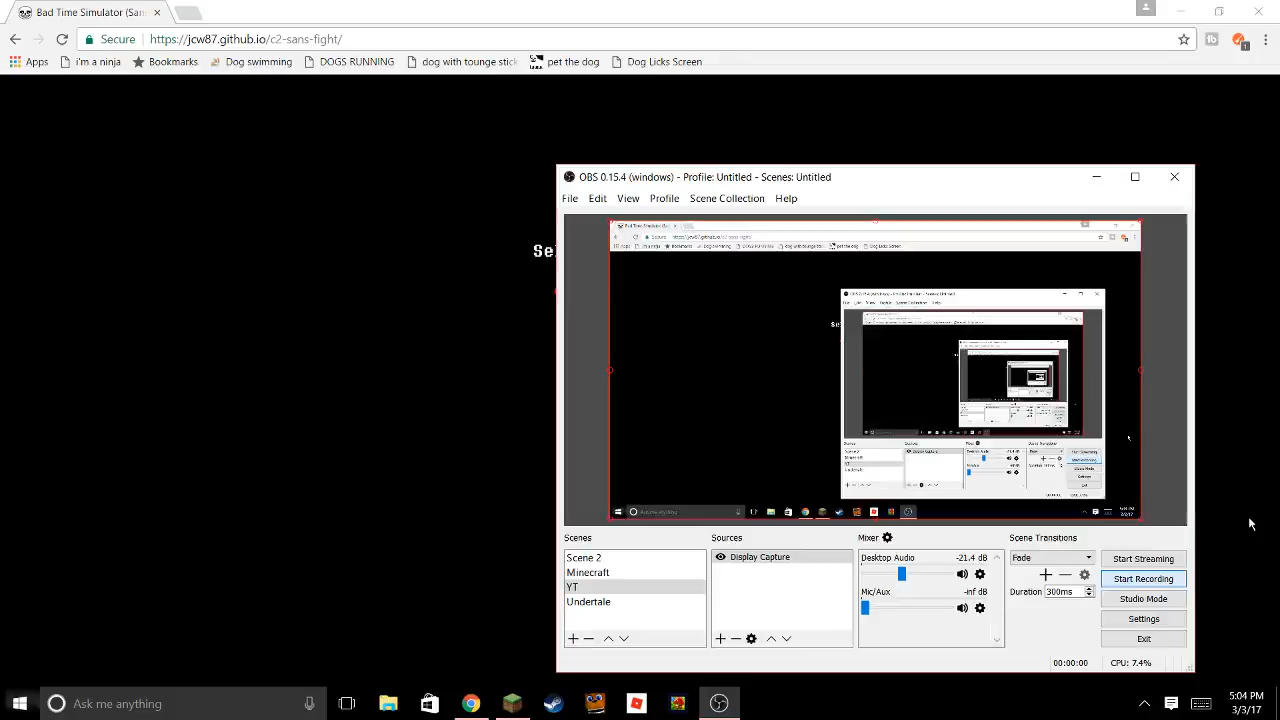 Bad Time Simulator (San
Secure https://jcw87.github.io/c2-sans-fight/
Apps i'm a ninja Bookmarks Dog swimming DOGS RUNNING dog with tounge stick pet the dog Dog Licks Screen
OBS 0.15.4 (windows) - Profile: Untitled - Scenes: Untitled
File Edit View Profile Scene Collection Help
Sel
Scenes Sources Mixer Scene Transitions
Scene 2 Display Capture Desktop Audio -21.4 dB Fade Start Streaming
Minecraft Start Recording
YT Mic/Aux -inf dB Duration 300ms
Undertale Studio Mode
Settings
Exit
00:00:00 CPU: 7.4%
Ask me anything
5:04 PM
3/3/17